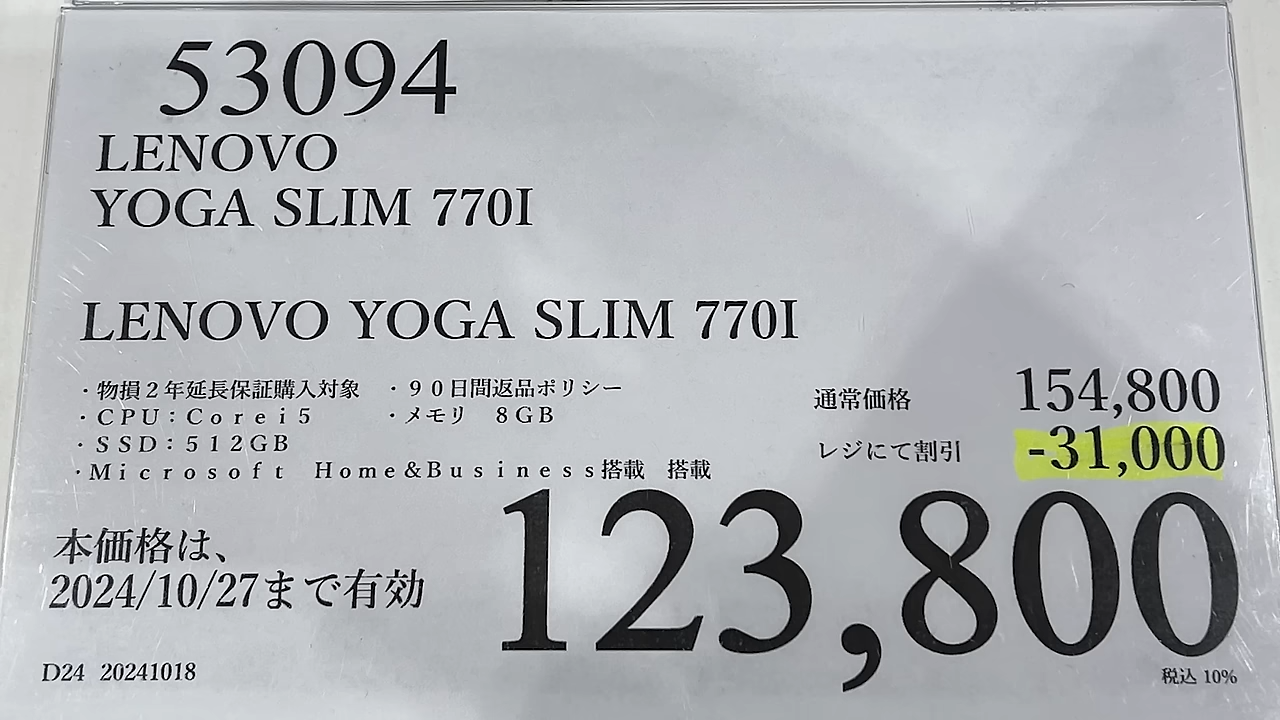 53094
LENOVO
YOGA SLIM 770I
LENOVO YOGA SLIM 770I
・物損２年延長保証購入対象　・９０日間返品ポリシー
・ＣＰＵ：Ｃｏｒｅｉ５　・メモリ　８ＧＢ
・ＳＳＤ：５１２ＧＢ
・Ｍｉｃｒｏｓｏｆｔ　Ｈｏｍｅ＆Ｂｕｓｉｎｅｓｓ搭載　搭載
通常価格 154,800
レジにて割引 -31,000
123,800
本価格は、
2024/10/27まで有効
D24 20241018
税込 10%